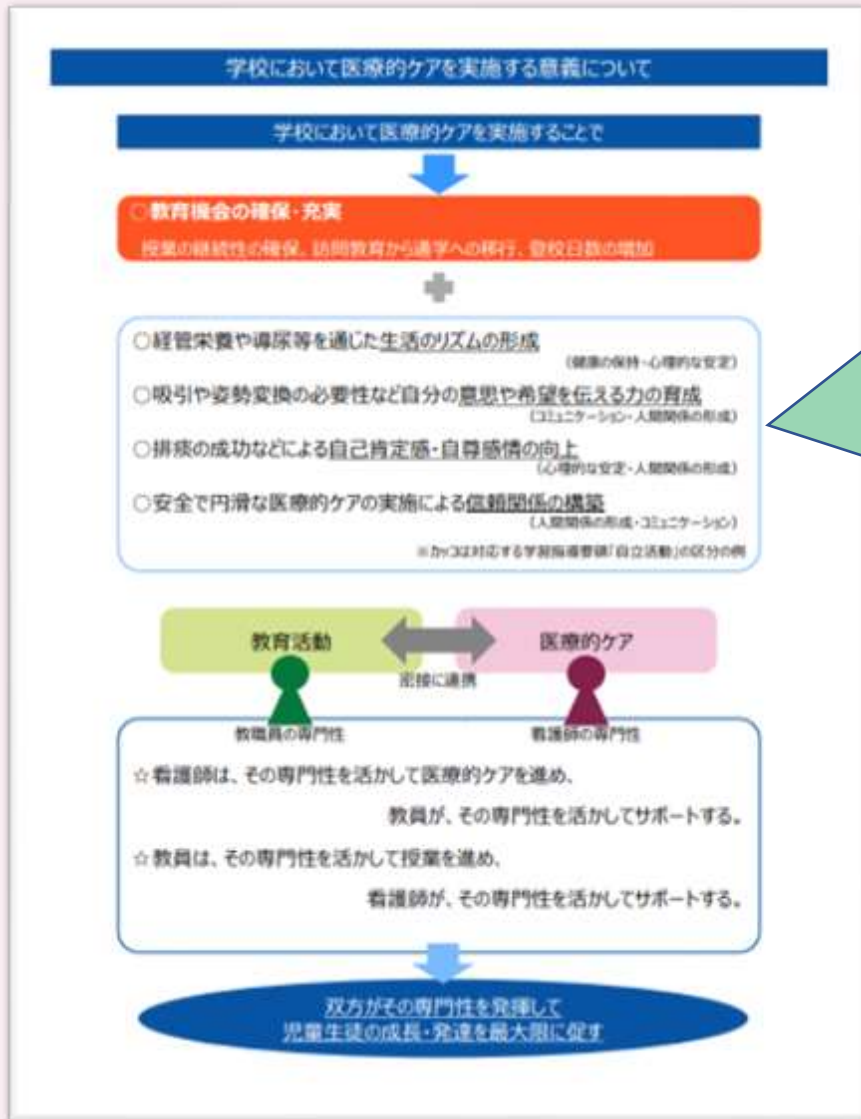 学校において医療的ケアを実施する意義について
学校において医療的ケアを実施することで
○教育機会の確保・充実
授業の継続性の確保、訪問教育から通学への移行、登校日数の増加
○経管栄養や導尿等を通じた生活のリズムの形成
(健康の保持・心理的な安定)
○吸引や姿勢変換の必要性など自分の意思や希望を伝える力の育成
(コミュニケーション・人間関係の形成)
○排痰の成功などによる自己肯定感・自尊感情の向上
(心理的な安定・人間関係の形成)
○安全で円滑な医療的ケアの実施による信頼関係の構築
(人間関係の形成・コミュニケーション)
※カッコは対応する学習指導要領「自立活動」の区分の例
教育活動
医療的ケア
密接に連携
教職員の専門性
看護師の専門性
☆看護師は、その専門性を活かして医療的ケアを進め、
教員が、その専門性を活かしてサポートする。
☆教員は、その専門性を活かして授業を進め、
看護師が、その専門性を活かしてサポートする。
双方がその専門性を発揮して
児童生徒の成長・発達を最大限に促す